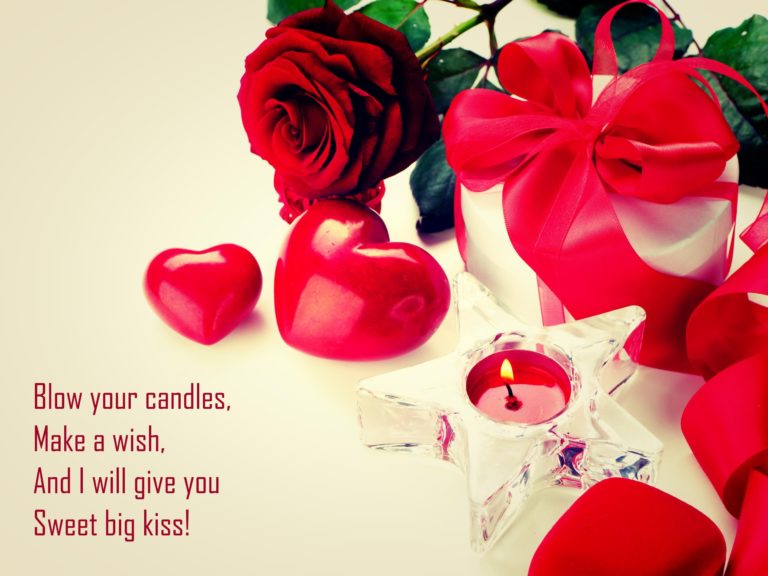 Blow your candles,
Make a wish,
And I will give you
Sweet big kiss!